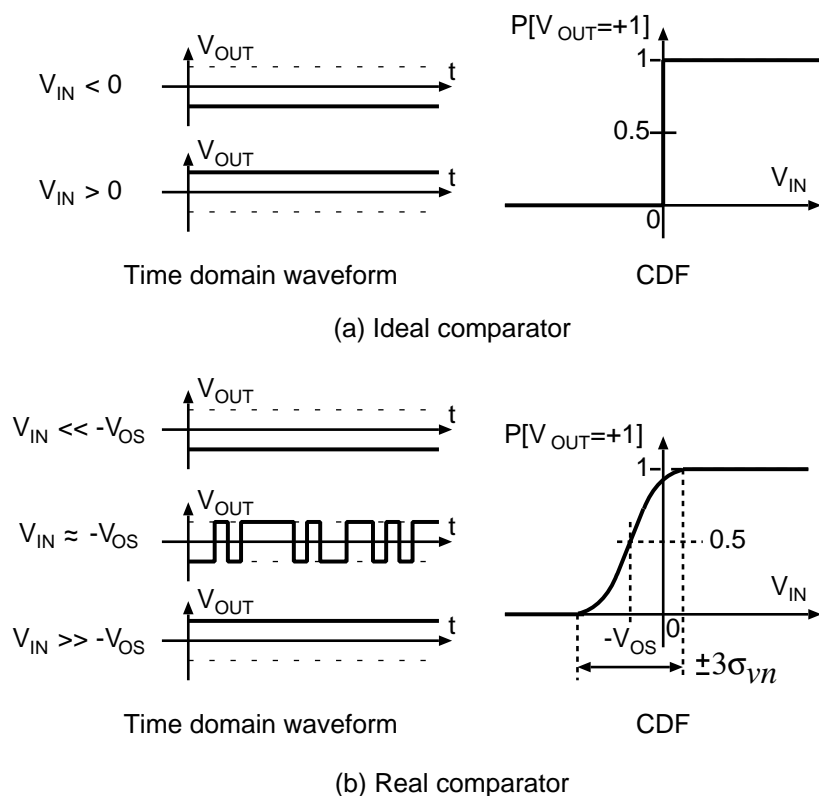 V_OUT
t
V_IN < 0
V_OUT
t
V_IN > 0
Time domain waveform
P[V_OUT=+1]
1
0.5
V_IN
0
CDF
(a) Ideal comparator
V_OUT
t
V_IN << -V_OS
V_OUT
t
V_IN ≈ -V_OS
V_OUT
t
V_IN >> -V_OS
Time domain waveform
P[V_OUT=+1]
1
0.5
V_IN
-V_OS
0
±3σ_vn
CDF
(b) Real comparator